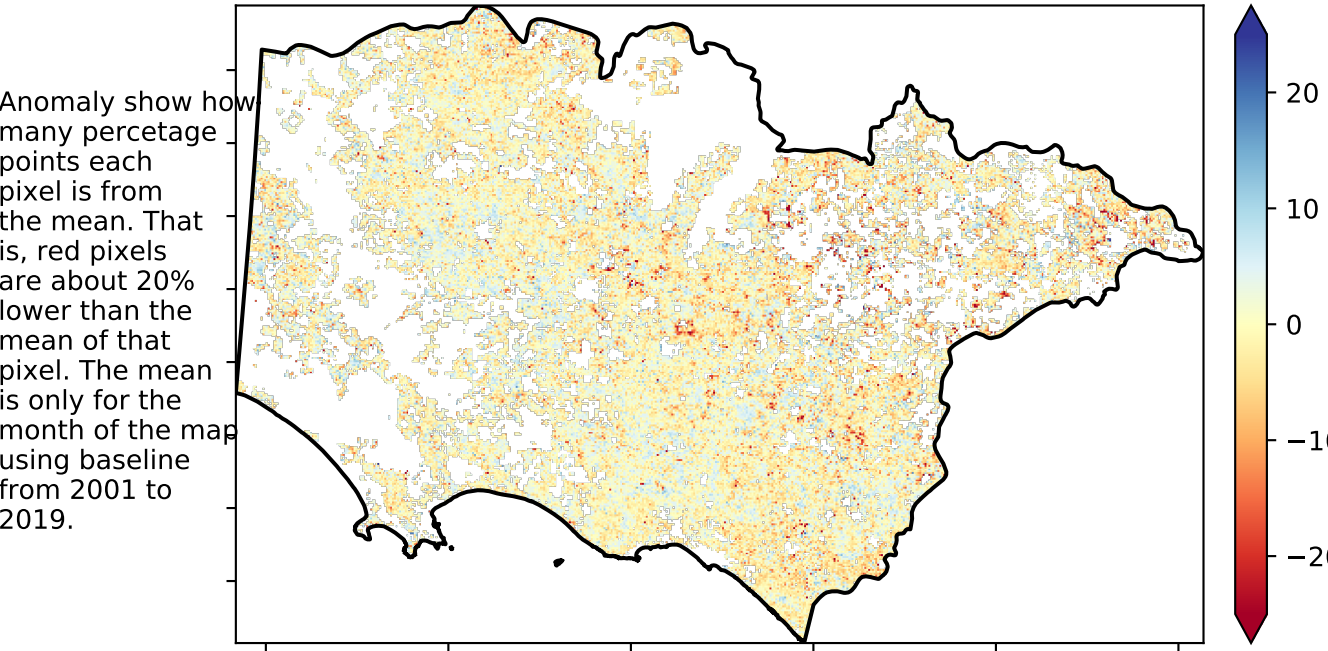 Anomaly show how
many percetage
points each
pixel is from
the mean. That
is, red pixels
are about 20%
lower than the
mean of that
pixel. The mean
is only for the
month of the map
using baseline
from 2001 to
2019.
20
10
0
−10
−20